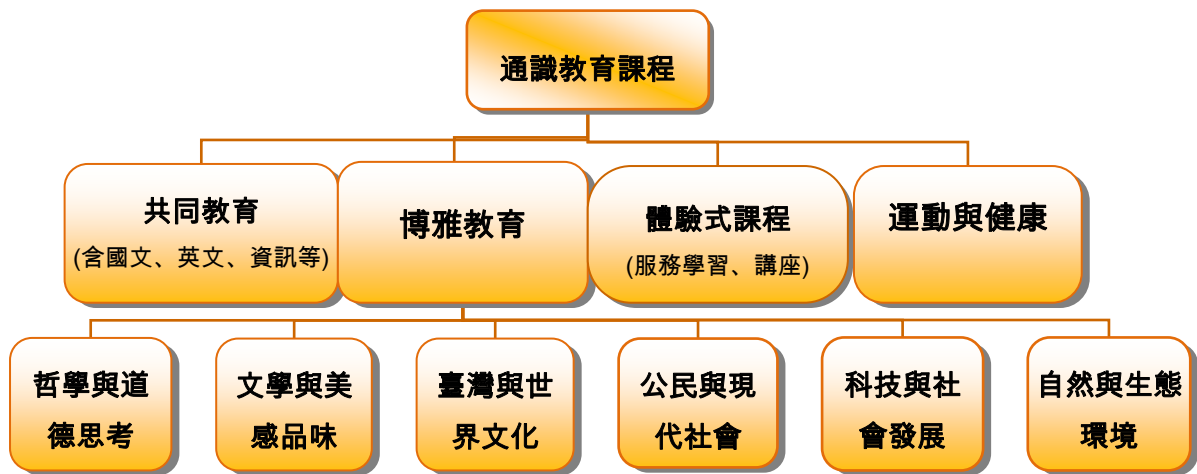 通識教育課程
共同教育
(含國文、英文、資訊等)
博雅教育
體驗式課程
(服務學習、講座)
運動與健康
哲學與道
德思考
文學與美
感品味
臺灣與世
界文化
公民與現
代社會
科技與社
會發展
自然與生態
環境